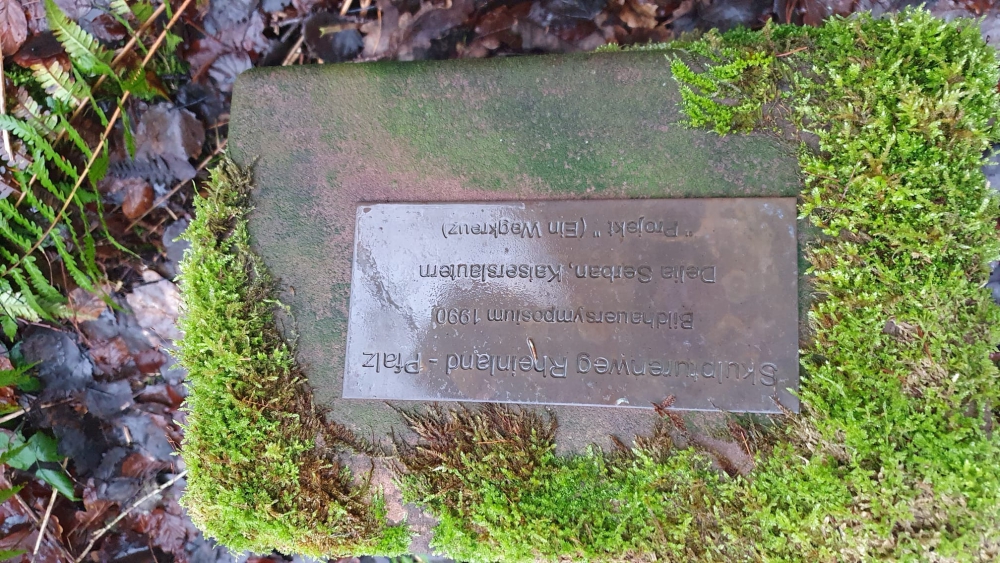 Skulpturenweg Rheinland - Pfalz
Bildhauersymposium 1990
Delia Serban, Kaiserslautern
" Projekt " (Ein Wegkreuz)